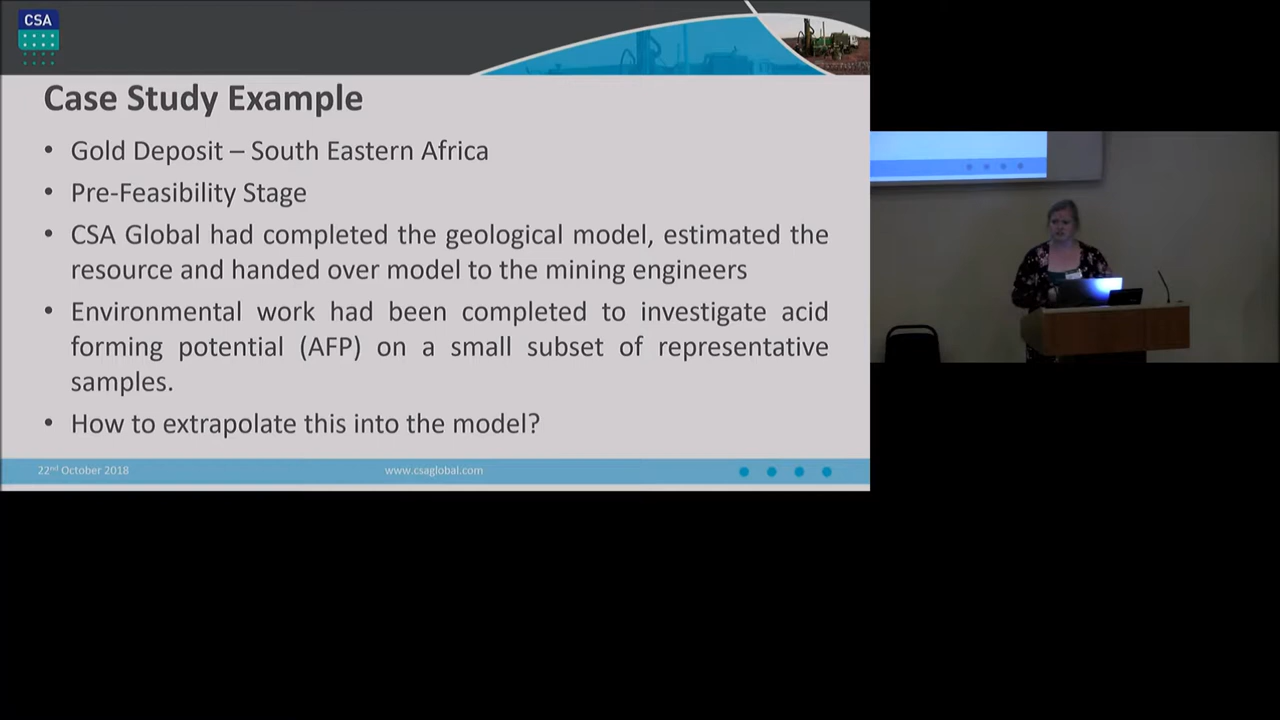 CSA
Case Study Example
• Gold Deposit – South Eastern Africa
• Pre-Feasibility Stage
• CSA Global had completed the geological model, estimated the
resource and handed over model to the mining engineers
• Environmental work had been completed to investigate acid
forming potential (AFP) on a small subset of representative
samples.
• How to extrapolate this into the model?
22nd October 2018
www.csaglobal.com